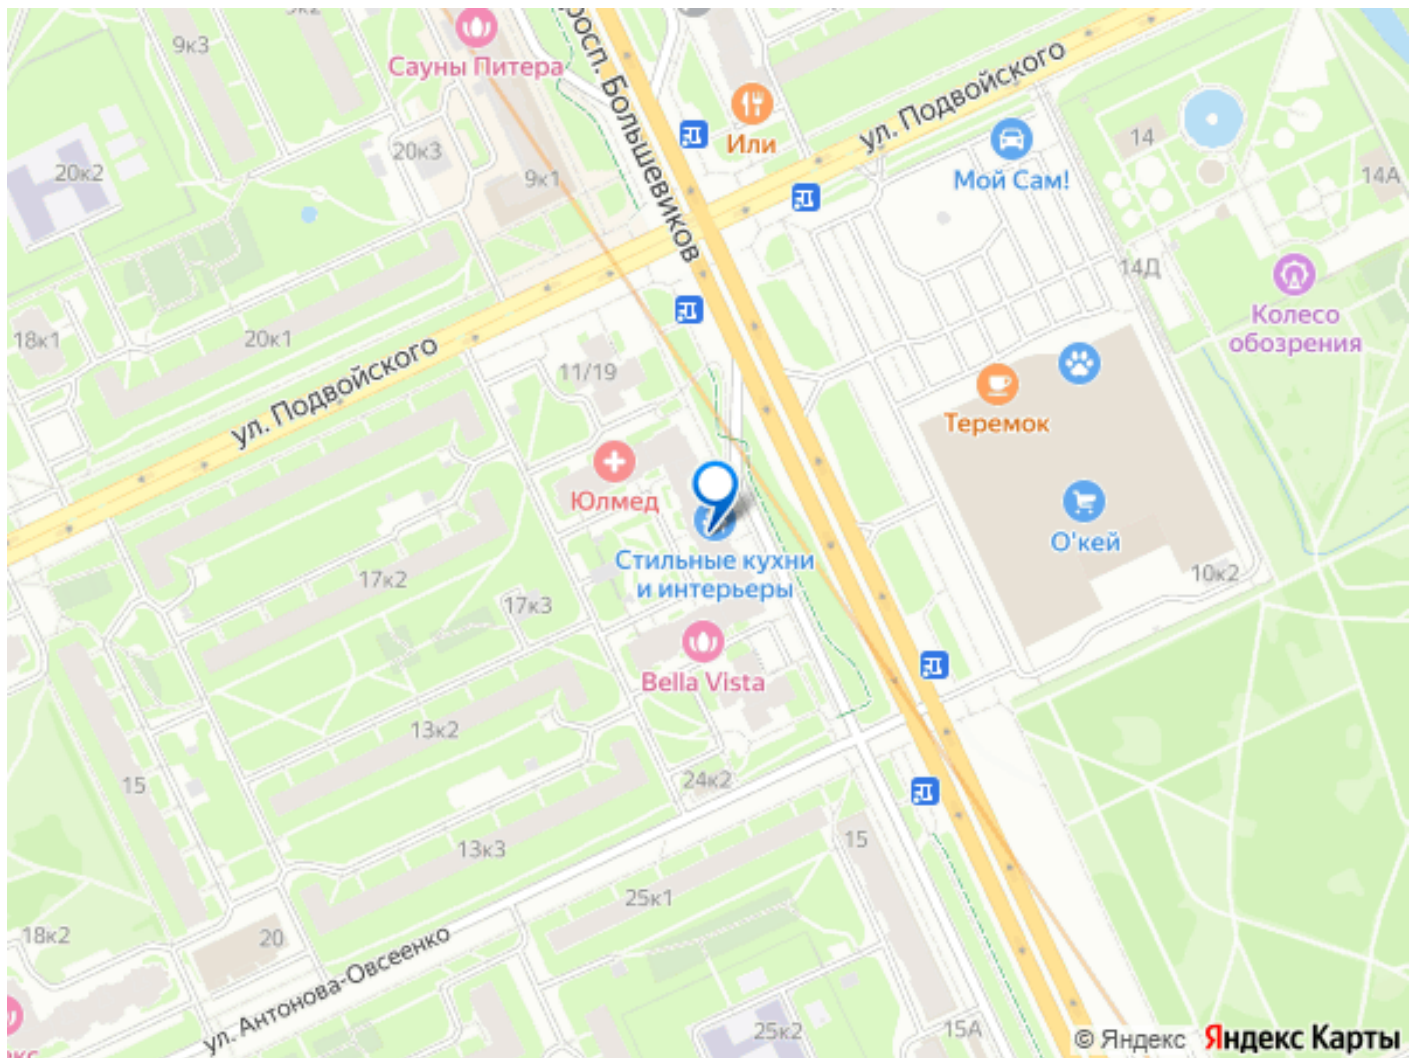 9к2
9к3
Сауны Питера
просп. Большевиков
ул. Подвойского
Или
14
Мой Сам!
14А
20к2
20к3
9к1
14Д
Колесо
обозрения
18к1
20к1
11/19
ул. Подвойского
Теремок
Юлмед
О'кей
Стильные кухни
и интерьеры
10к2
17к2
17к3
Bella Vista
13к2
15
24к2
13к3
15
25к1
18к2
20
ул. Антонова-Овсеенко
25к2
15А
© Яндекс Яндекс Карты